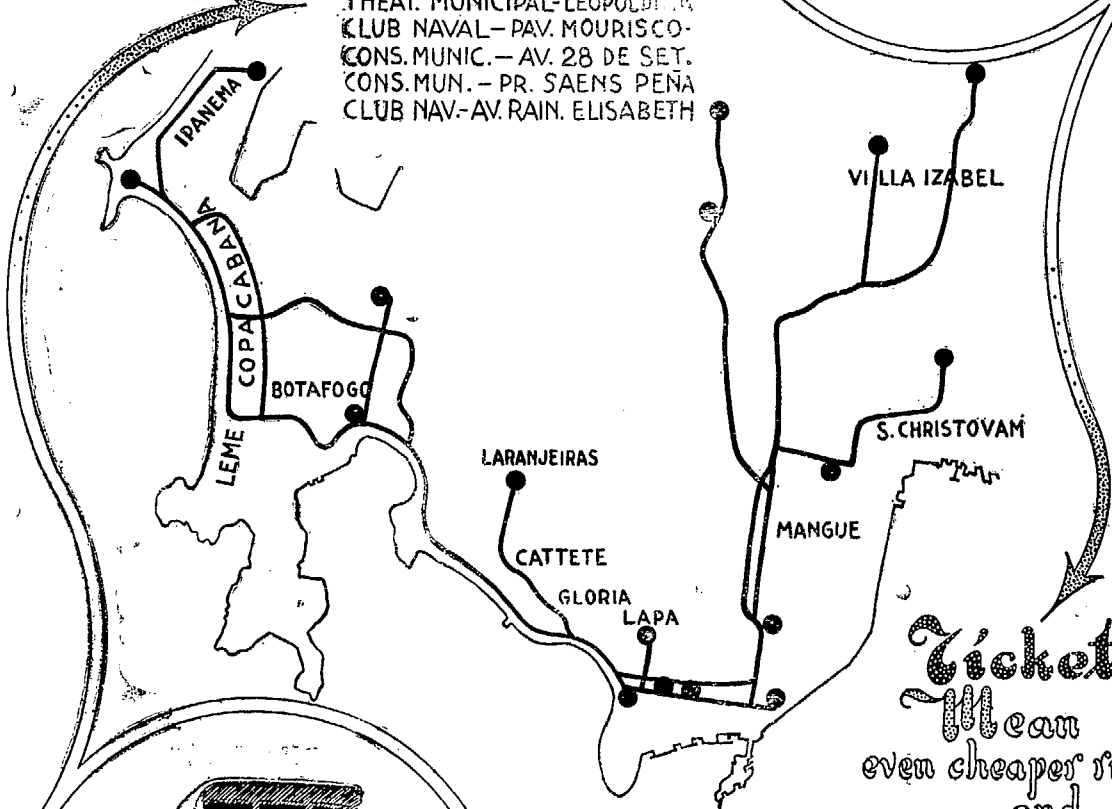 THEAT. MUNICIPAL-LEOPOLDINA
CLUB NAVAL-PAV. MOURISCO-
CONS. MUNIC.-AV. 28 DE SET.
CONS. MUN.-PR. SAENS PEÑA
CLUB NAV.-AV. RAIN. ELISABETH
IPANEMA
VILLA IZABEL
COPACABANA
BOTAFOGO
LEME
S. CHRISTOVAM
LARANJEIRAS
MANGUE
CATTETE
GLORIA
LAPA
Ticket
Mean
even cheaper
and